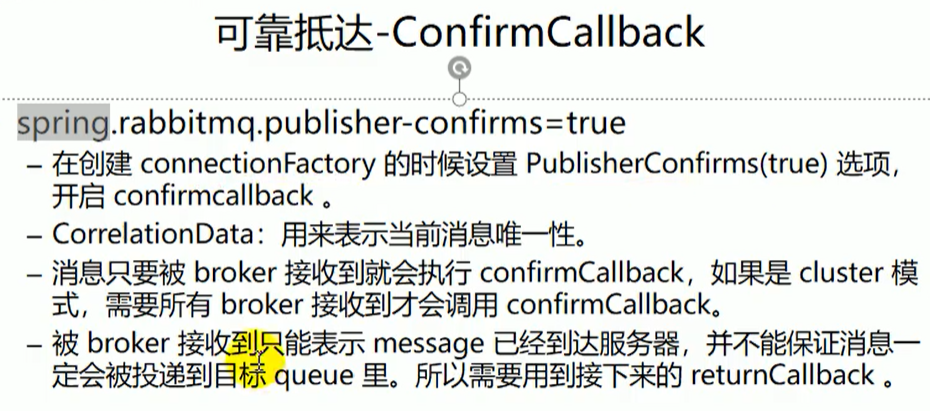 可靠抵达-ConfirmCallback
spring.rabbitmq.publisher-confirms=true
– 在创建 connectionFactory 的时候设置 PublisherConfirms(true) 选项，
开启 confirmcallback 。
– CorrelationData：用来表示当前消息唯一性。
– 消息只要被 broker 接收到就会执行 confirmCallback，如果是 cluster 模
式，需要所有 broker 接收到才会调用 confirmCallback。
– 被 broker 接收到只能表示 message 已经到达服务器，并不能保证消息一
定会被投递到目标 queue 里。所以需要用到接下来的 returnCallback 。